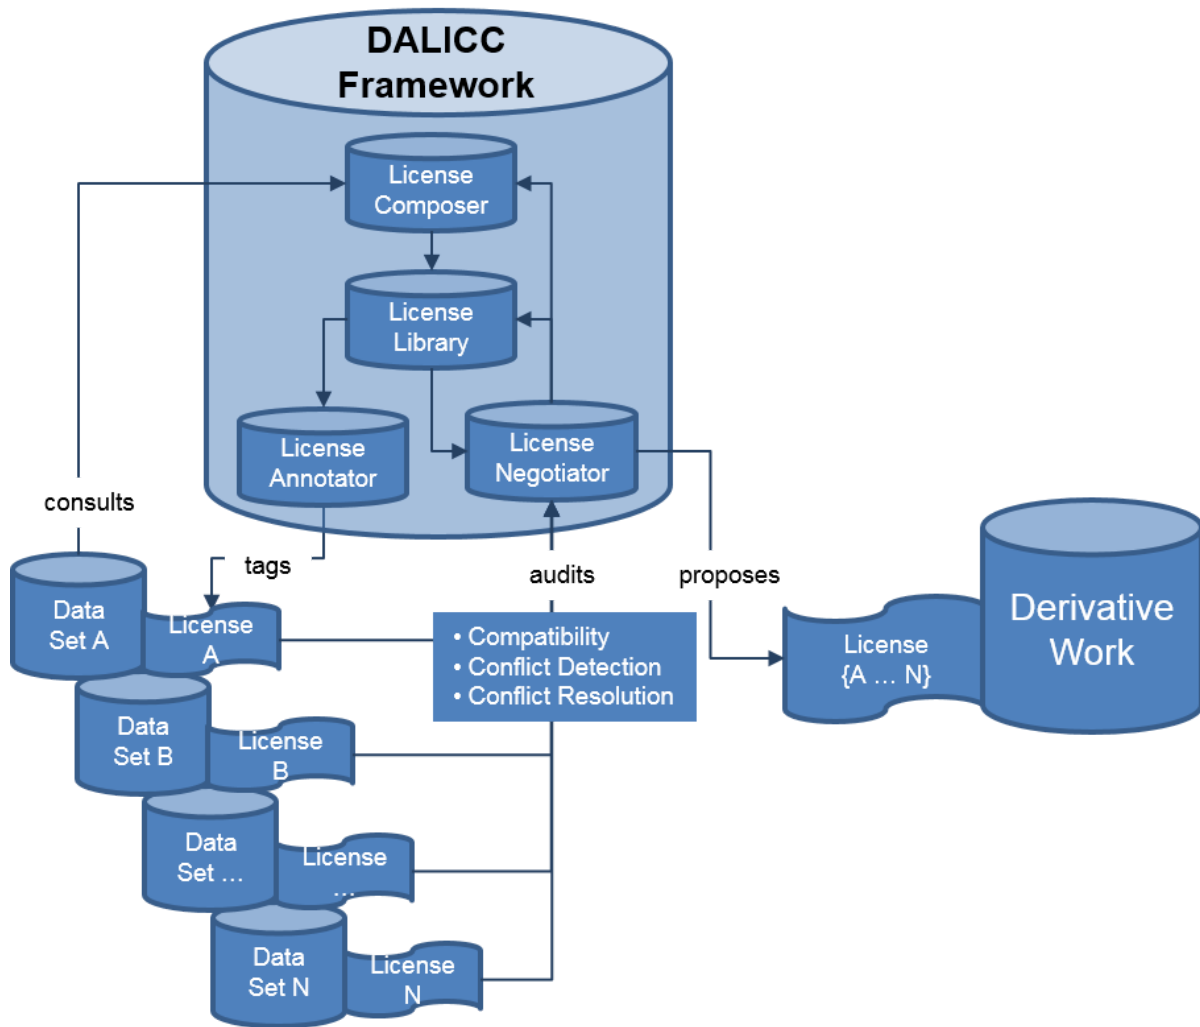 DALICC
Framework
License
Composer
License
Library
License
Annotator
License
Negotiator
consults
tags
audits
proposes
Data
Set A
License
A
• Compatibility
• Conflict Detection
• Conflict Resolution
License
{A ... N}
Derivative
Work
Data
Set B
License
B
Data
Set ...
License
...
Data
Set N
License
N